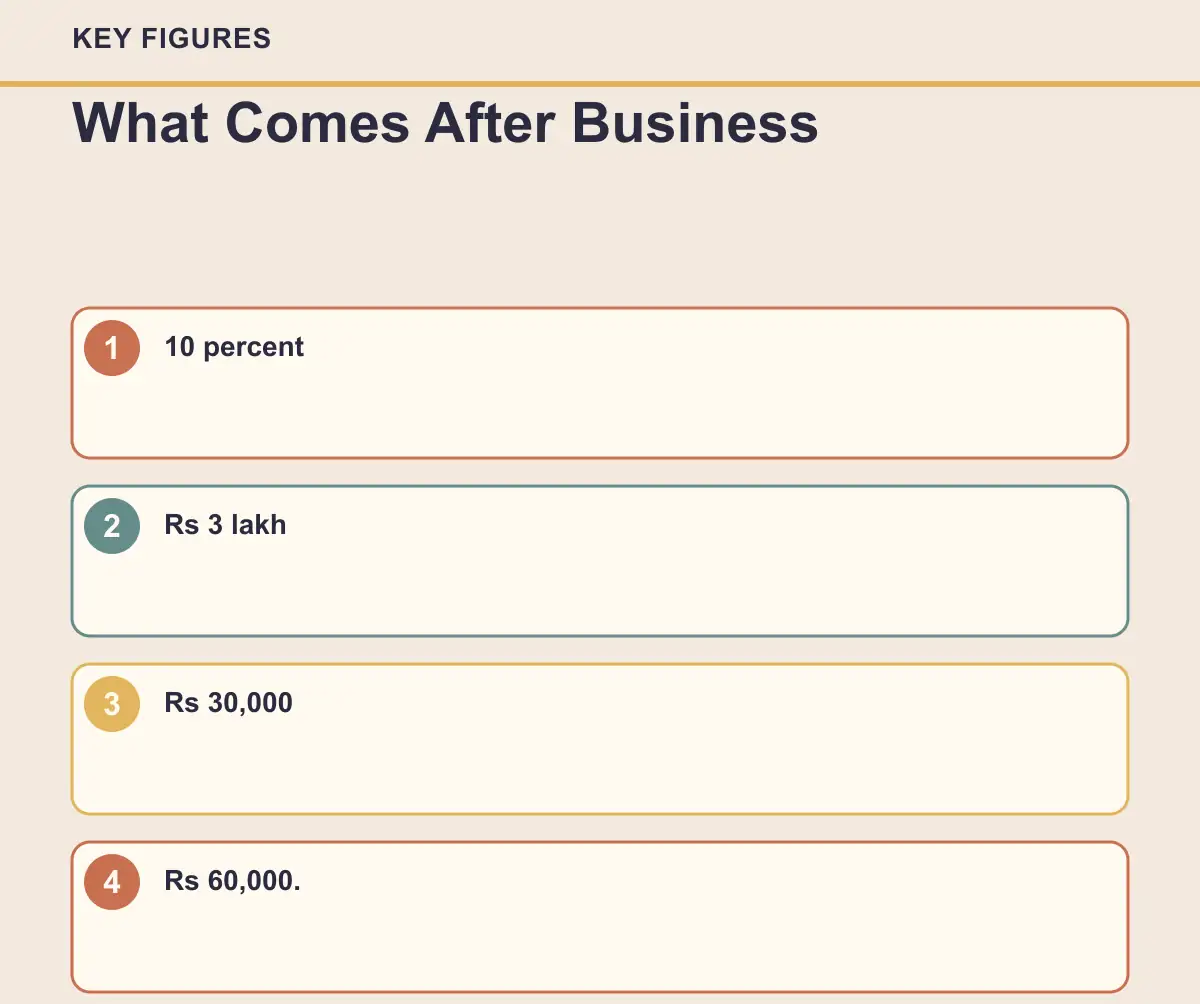 KEY FIGURES
What Comes After Business
1 10 percent
2 Rs 3 lakh
3 Rs 30,000
4 Rs 60,000.